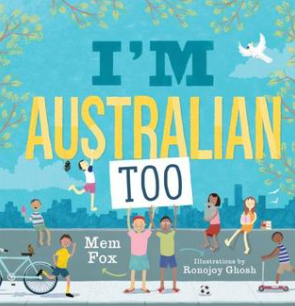 I'M
AUSTRALIAN
TOO
Mem
Fox
Illustrations by
Ronojoy Ghosh